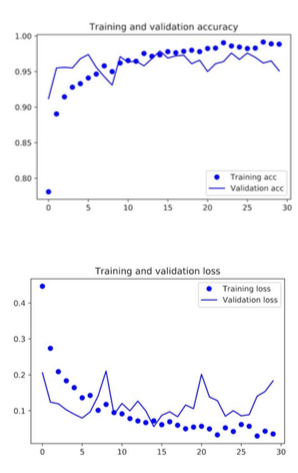 Training and validation accuracy
1.00
0.95
0.90
0.85
0.80
Training acc
Validation acc
0 5 10 15 20 25 30
Training and validation loss
Training loss
Validation loss
0.4
0.3
0.2
0.1
0 5 10 15 20 25 30